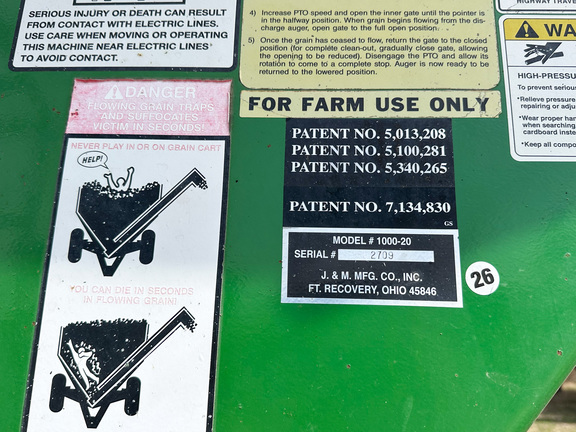 SERIOUS INJURY OR DEATH CAN RESULT
FROM CONTACT WITH ELECTRIC LINES.
USE CARE WHEN MOVING OR OPERATING
THIS MACHINE NEAR ELECTRIC LINES
TO AVOID CONTACT.
4) Increase PTO speed and open the inner gate until the pointer is
in the halfway position. When grain begins flowing from the dis-
charge auger, open gate to the full open position.
5) Once the grain has ceased to flow, return the gate to the closed
position (for complete clean-out, gradually close gate, allowing
the opening to be reduced). Disengage the PTO and allow its
rotation to come to a complete stop. Auger is now ready to be
returned to the lowered position.
HIGHWAY TRAVE
WA
HIGH-PRESSU
To prevent seriou
•Relieve pressure
repairing or adju
•Wear proper han
when searching
cardboard inste
•Keep all compo
DANGER
FLOWING GRAIN TRAPS
AND SUFFOCATES
VICTIM IN SECONDS!
NEVER PLAY IN OR ON GRAIN CART
HELP!
YOU CAN DIE IN SECONDS
IN FLOWING GRAIN!
FOR FARM USE ONLY
PATENT NO. 5,013,208
PATENT NO. 5,100,281
PATENT NO. 5,340,265
PATENT NO. 7,134,830
GS
MODEL # 1000-20
SERIAL # 2709
J. & M. MFG. CO., INC.
FT. RECOVERY, OHIO 45846
26